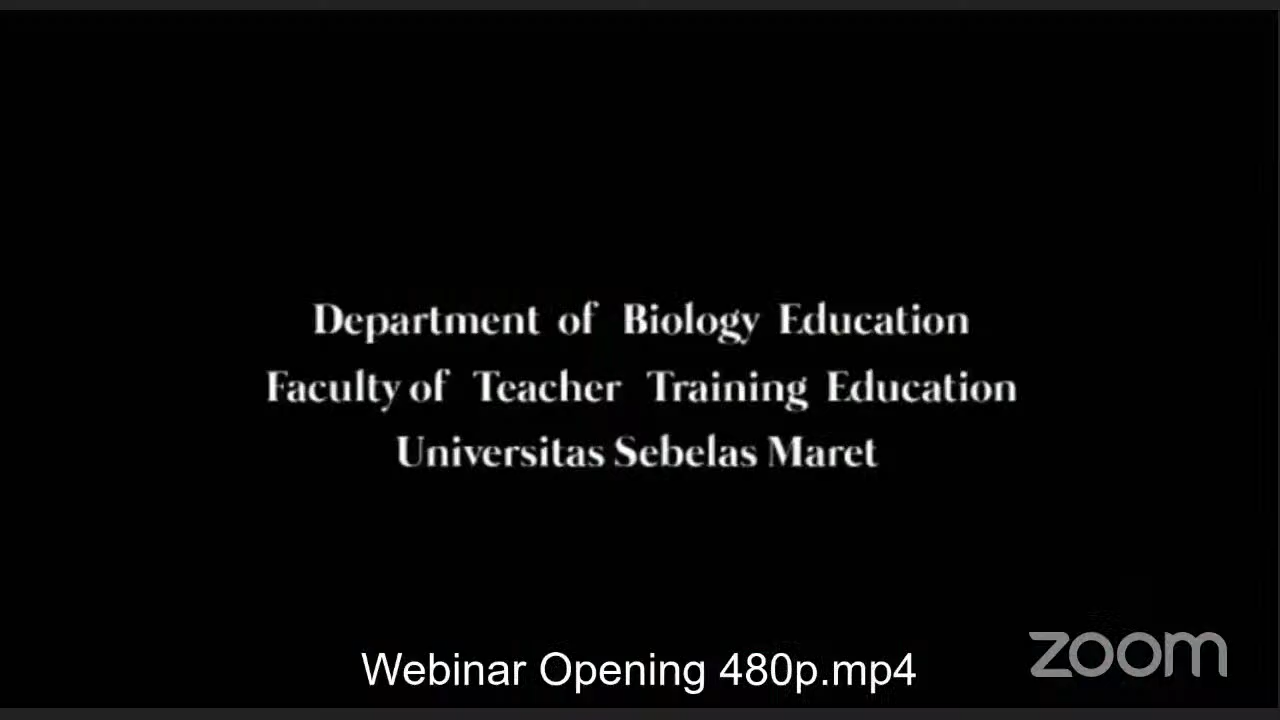 Department of Biology Education
Faculty of Teacher Training Education
Universitas Sebelas Maret
Webinar Opening 480p.mp4
zoom